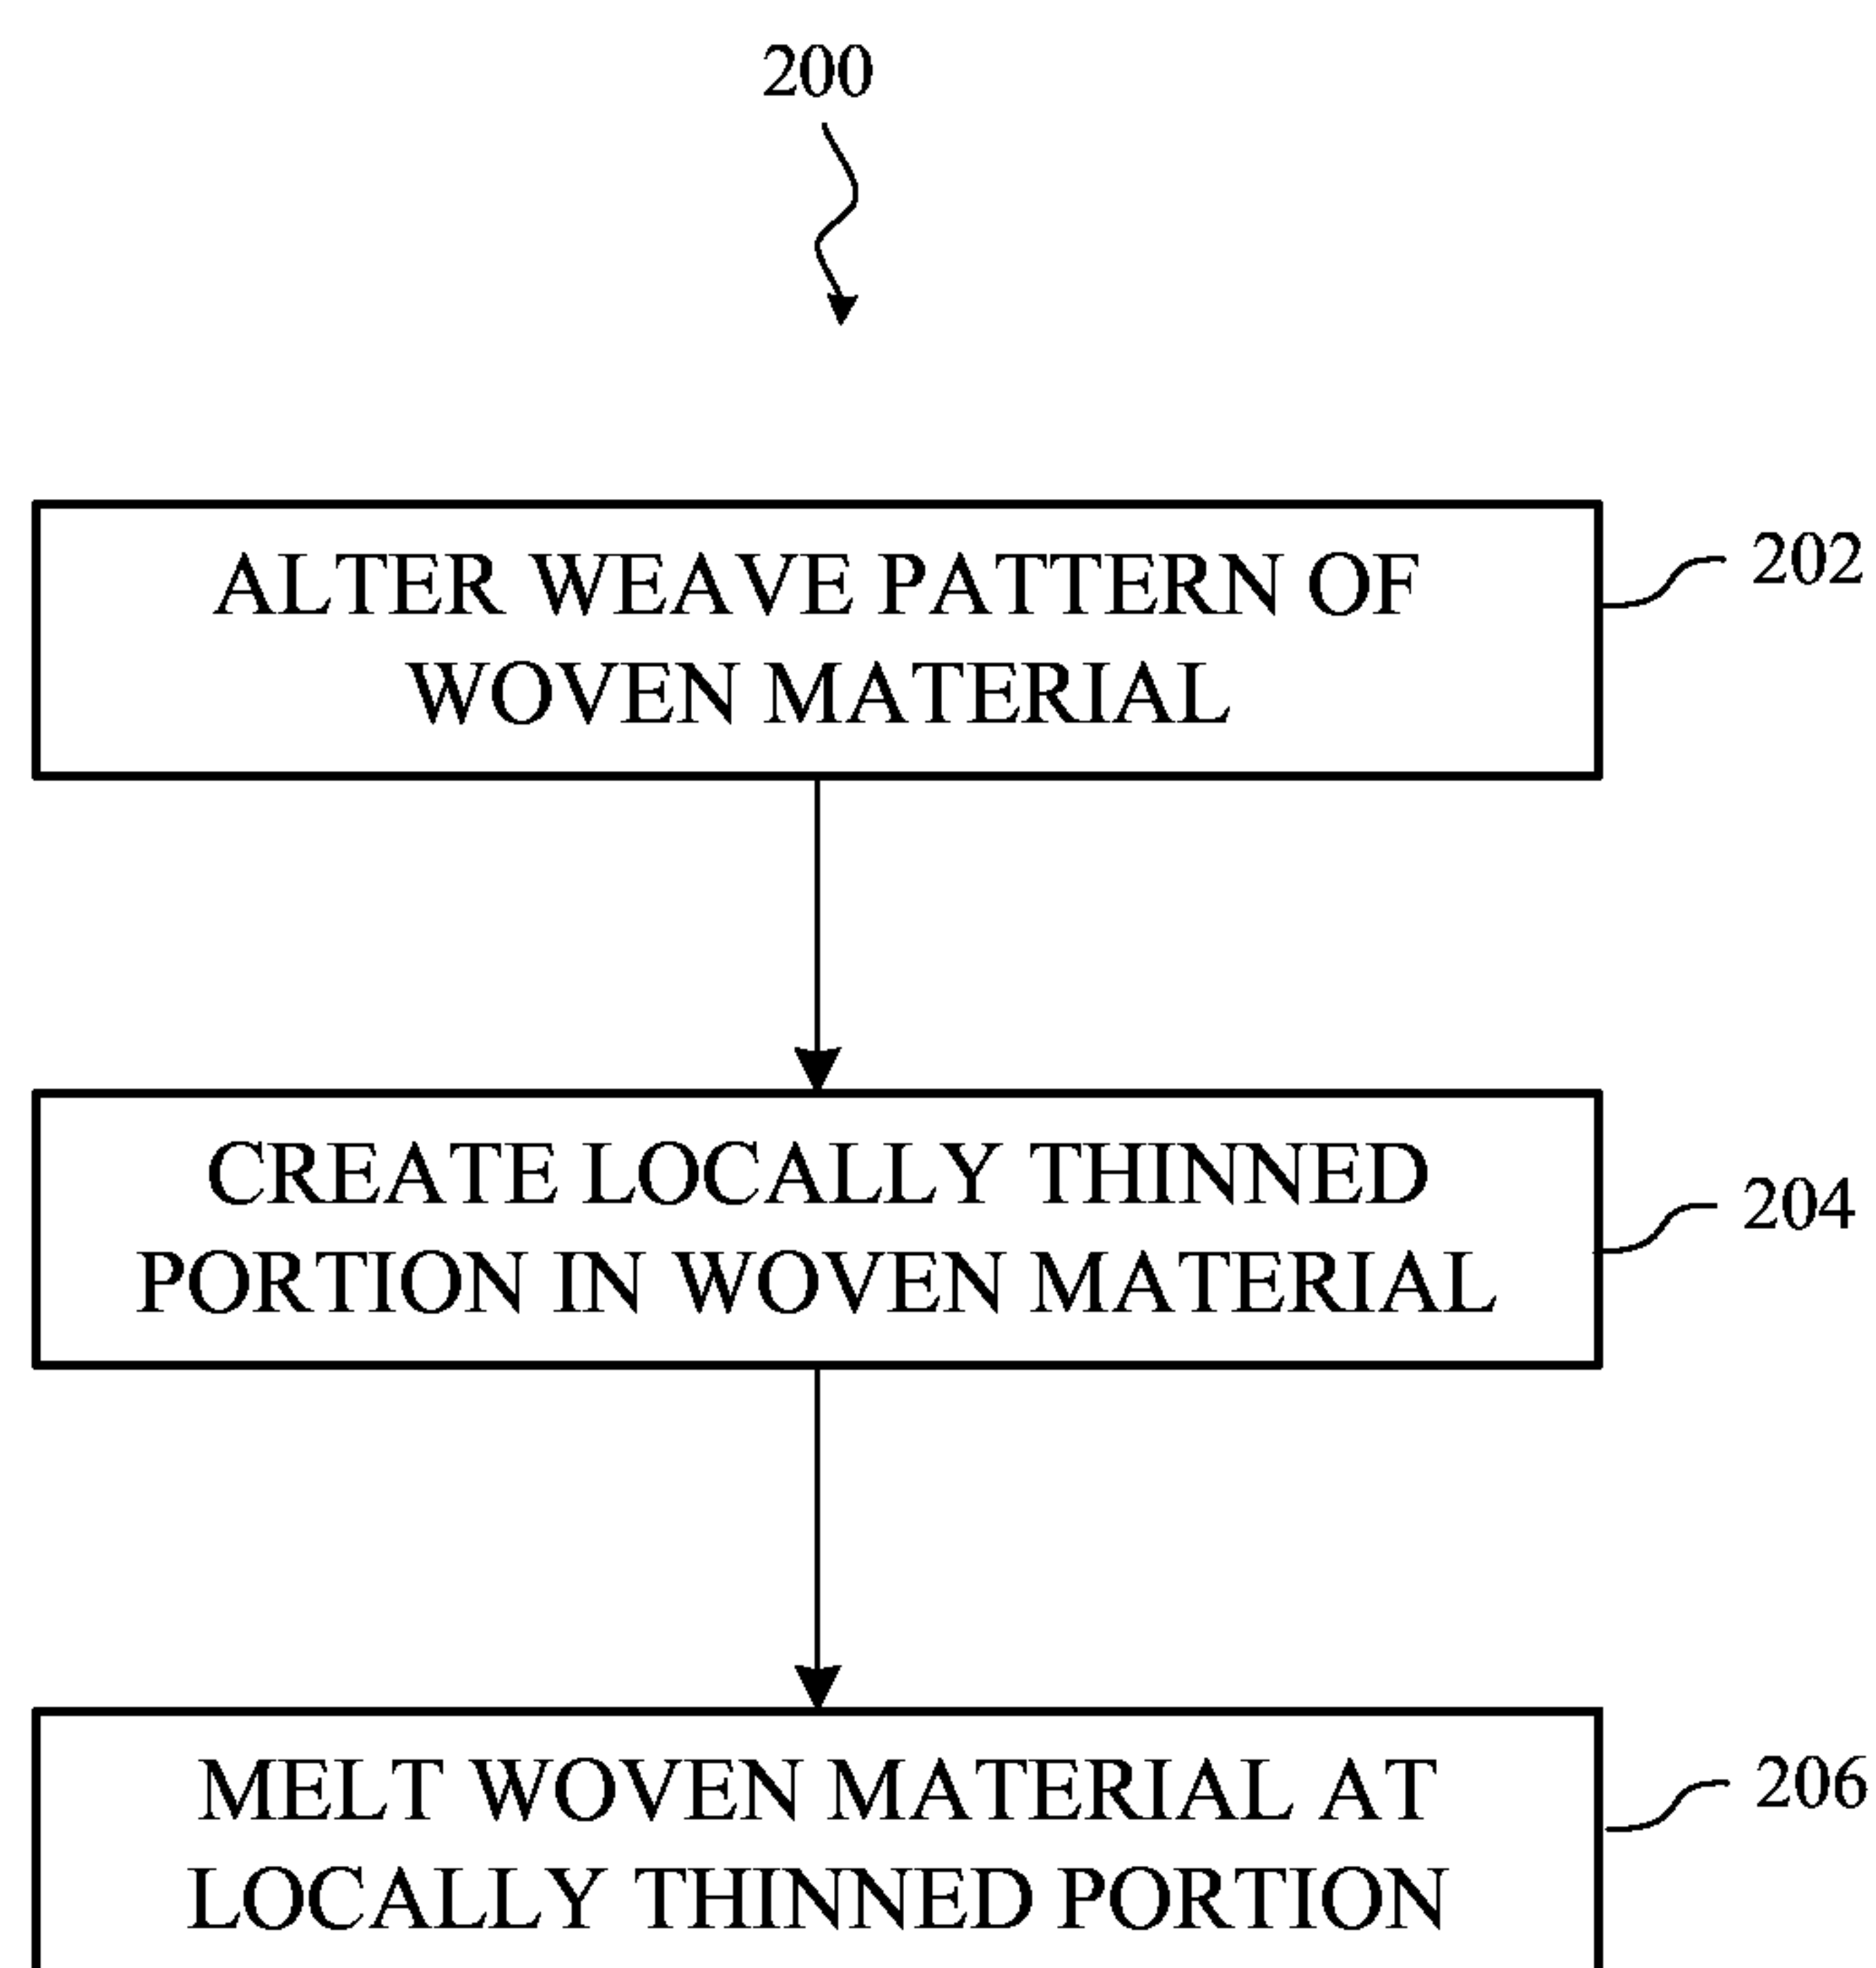 200
ALTER WEAVE PATTERN OF
WOVEN MATERIAL
202
CREATE LOCALLY THINNED
PORTION IN WOVEN MATERIAL
204
MELT WOVEN MATERIAL AT
LOCALLY THINNED PORTION
206